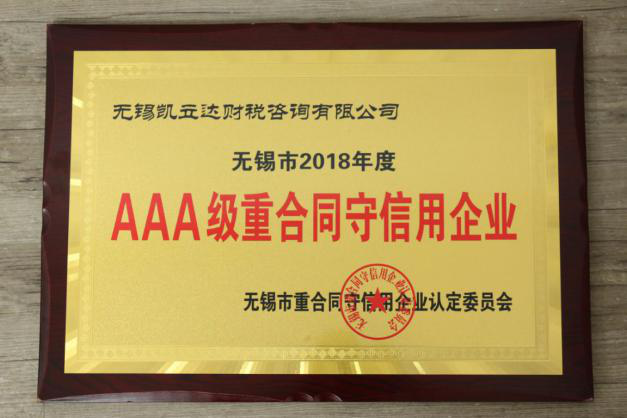 无锡凯立达财税咨询有限公司
无锡市2018年度
AAA级重合同守信用企业
无锡市重合同守信用企业认定委员会